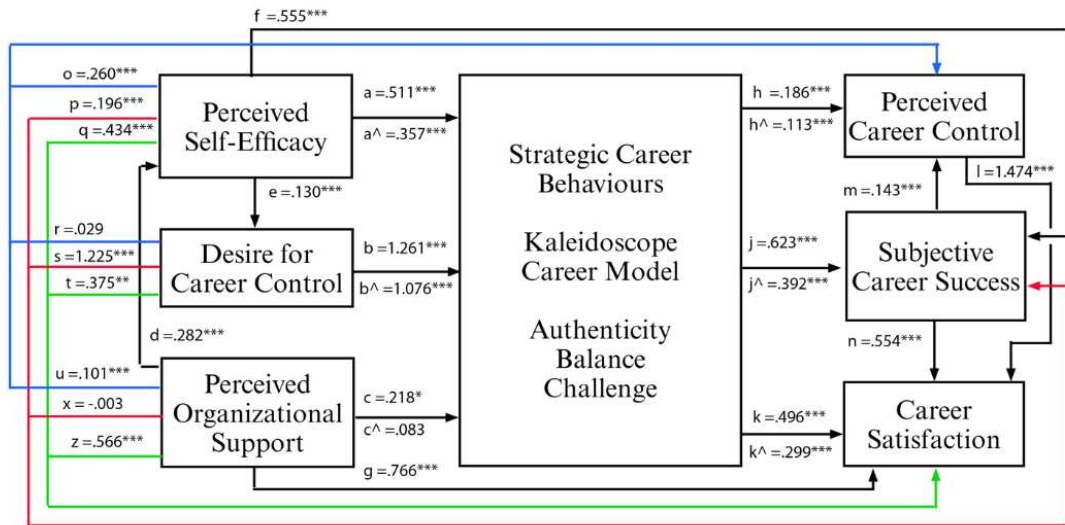 f =.555***
o =.260***
p =.196***
q =.434***
Perceived
Self-Efficacy
a =.511***
a^ =.357***
e =.130***
r =.029
s =1.225***
t =.375**
Desire for
Career Control
b =1.261***
b^ =1.076***
d =.282***
u =.101***
x = -.003
z =.566***
Perceived
Organizational
Support
c =.218*
c^ =.083
g =.766***
Strategic Career
Behaviours
Kaleidoscope
Career Model
Authenticity
Balance
Challenge
h =.186***
h^ =.113***
Perceived
Career Control
m =.143***
l =1.474***
j =.623***
j^ =.392***
Subjective
Career Success
n =.554***
k =.496***
k^ =.299***
Career
Satisfaction